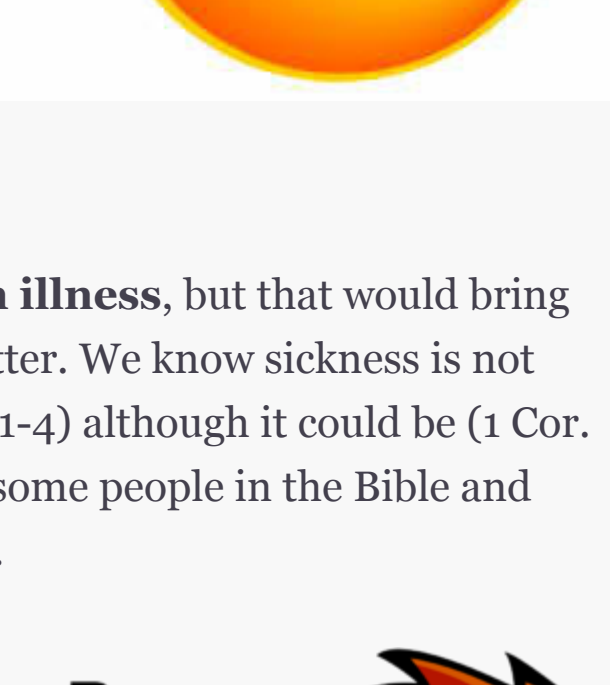 illness, but that would bring
We know sickness is not
1-4) although it could be (1 Cor.
some people in the Bible and